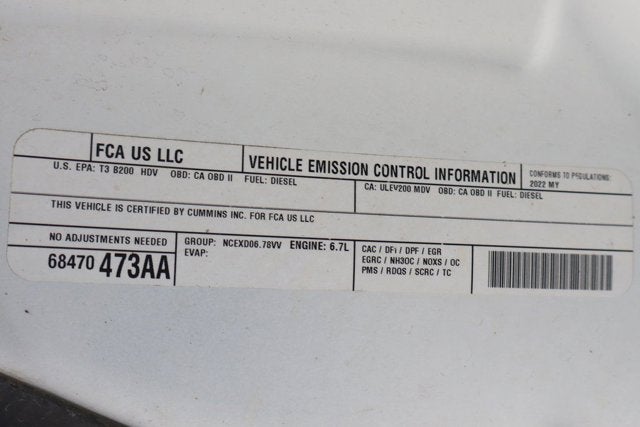 FCA US LLC
VEHICLE EMISSION CONTROL INFORMATION
CONFORMS TO REGULATIONS:
2022 MY
U.S. EPA: T3 B200 HDV OBD: CA OBD II FUEL: DIESEL
CA: ULEV200 MDV OBD: CA OBD II FUEL: DIESEL
THIS VEHICLE IS CERTIFIED BY CUMMINS INC. FOR FCA US LLC
NO ADJUSTMENTS NEEDED
68470 473AA
GROUP: NCEXD06.78VV ENGINE: 6.7L
EVAP:
CAC / DFI / DPF / EGR
EGRC / NH3OC / NOXS / OC
PMS / RDQS / SCRC / TC